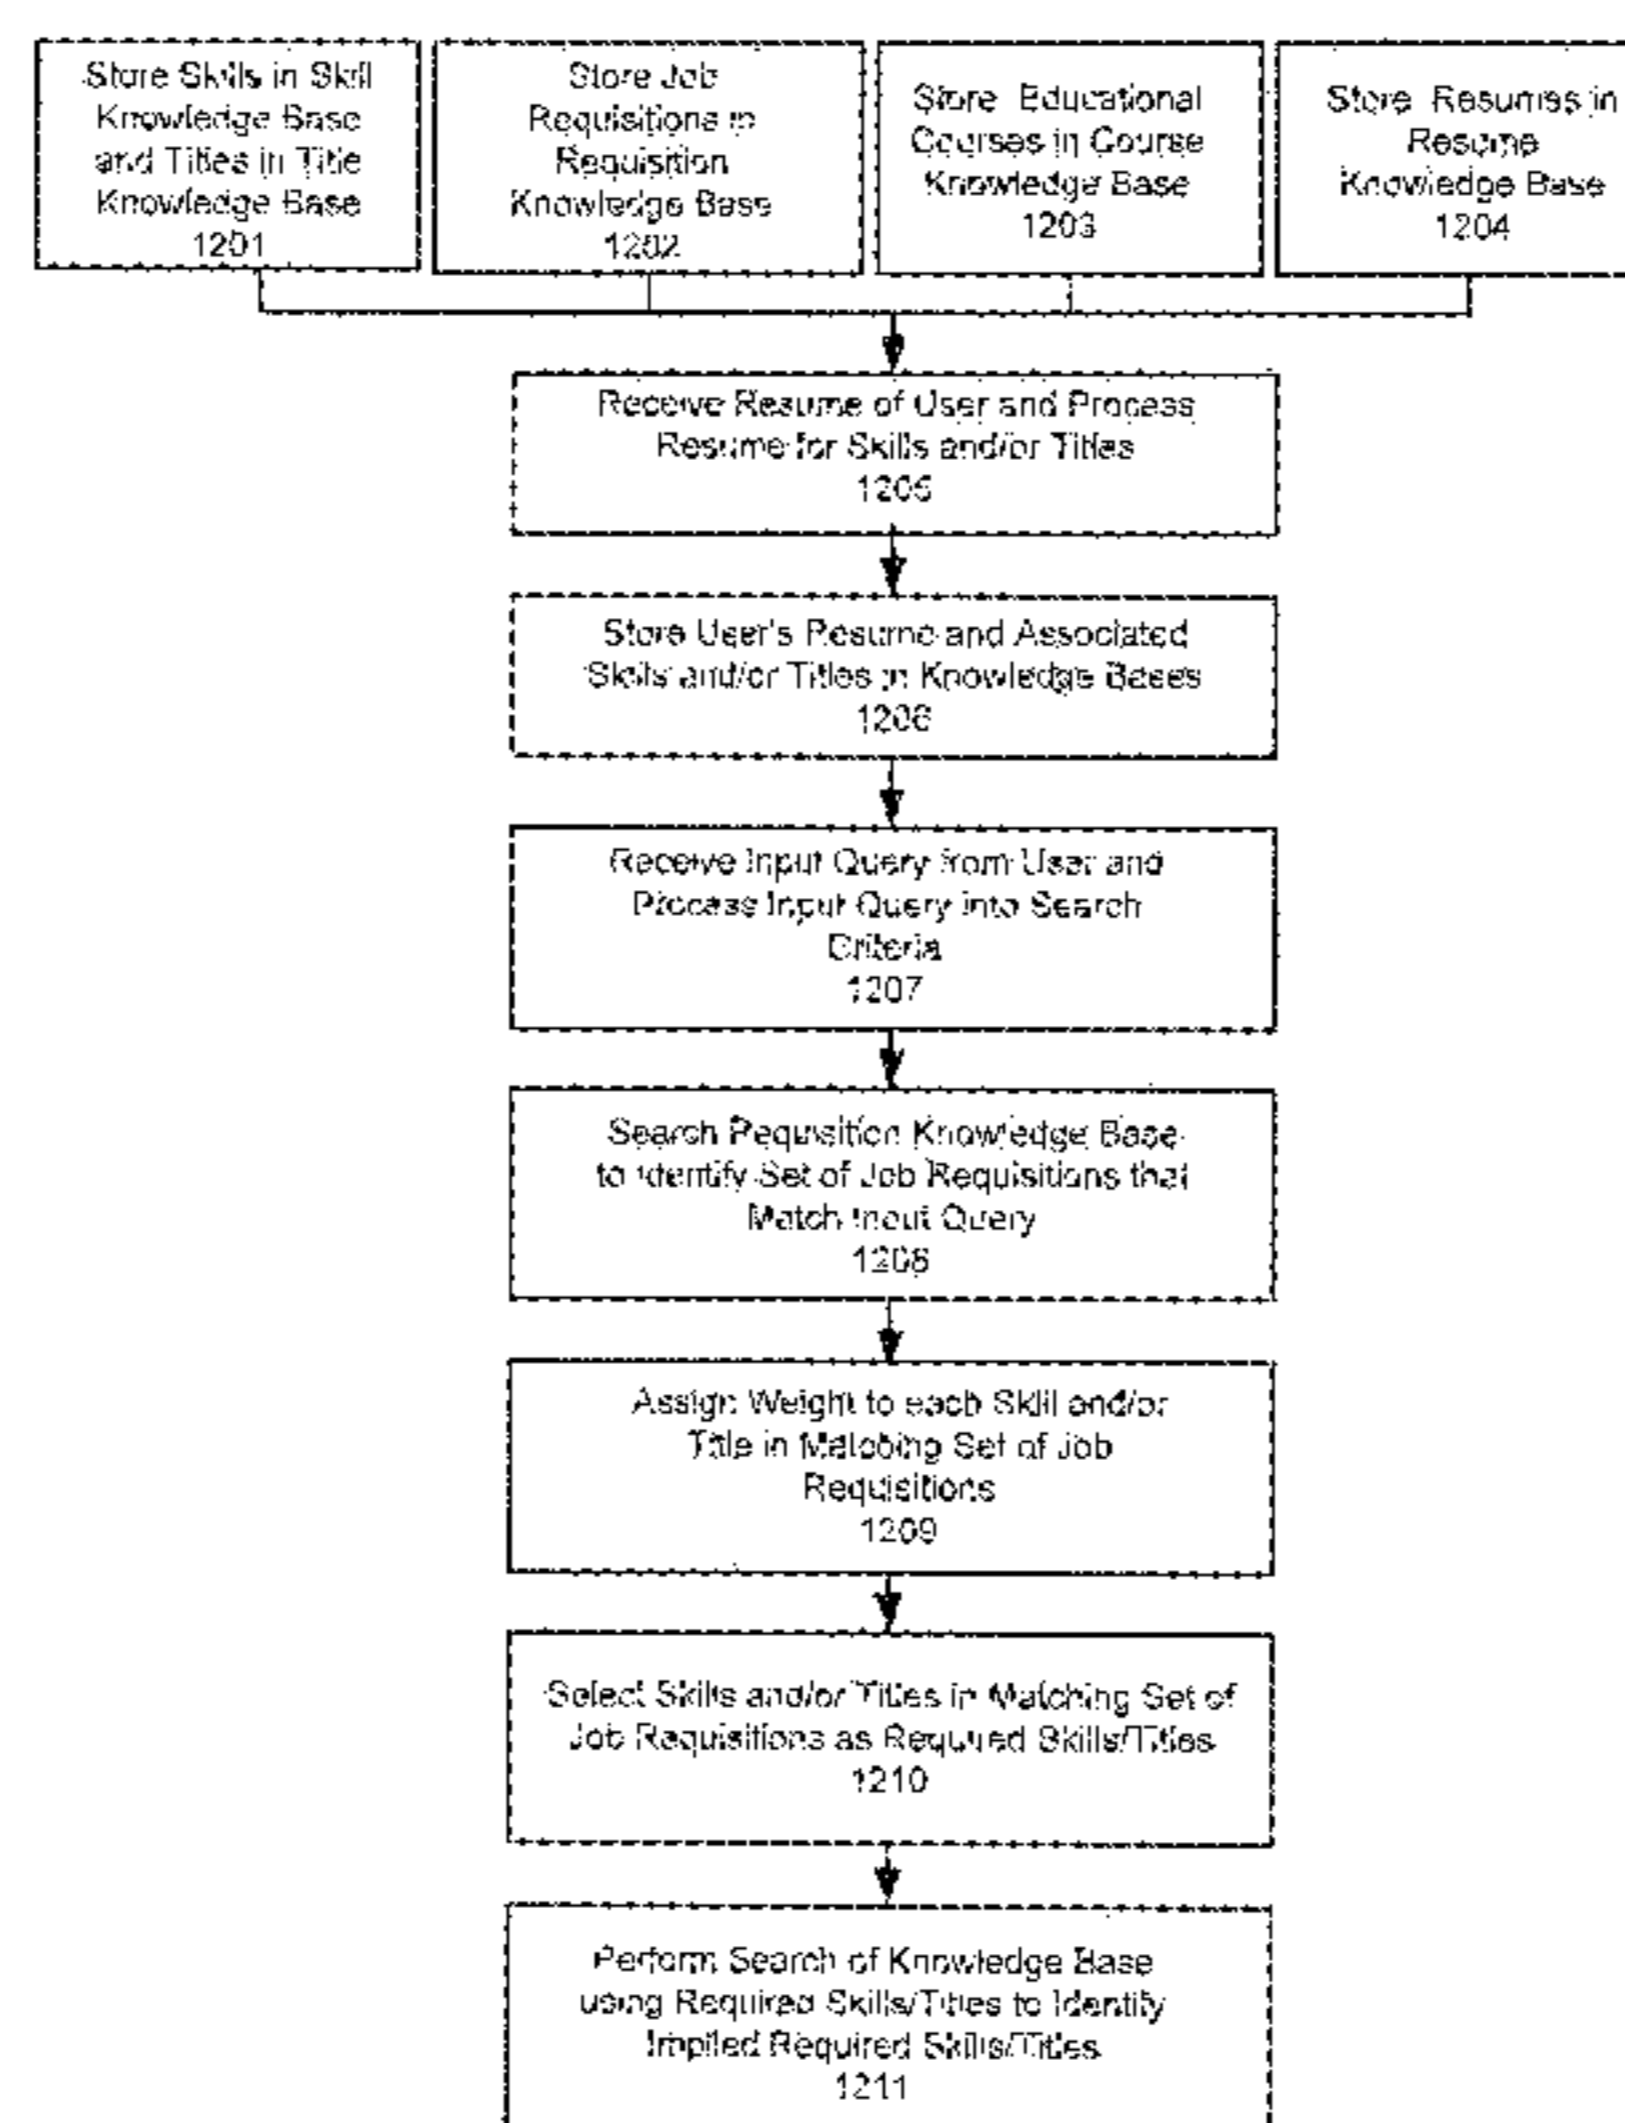 Store Skills in Skill
Knowledge Base
and Titles in Title
Knowledge Base
1201
Store Job
Requisitions in
Requisition
Knowledge Base
1202
Store Educational
Courses in Course
Knowledge Base
1203
Store Resumes in
Resume
Knowledge Base
1204
Receive Resume of User and Process
Resume for Skills and/or Titles
1205
Store User's Resume and Associated
Skills and/or Titles in Knowledge Bases
1206
Receive Input Query from User and
Process Input Query into Search
Criteria
1207
Search Requisition Knowledge Base
to Identify Set of Job Requisitions that
Match Input Query
1208
Assign Weight to each Skill and/or
Title in Matching Set of Job
Requisitions
1209
Select Skills and/or Titles in Matching Set of
Job Requisitions as Required Skills/Titles
1210
Perform Search of Knowledge Base
using Required Skills/Titles to Identify
Implied Required Skills/Titles
1211